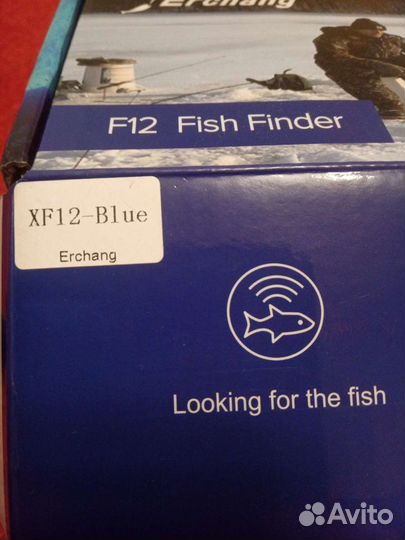 Erchang
F12 Fish Finder
XF12-Blue
Erchang
Looking for the fish
Avito